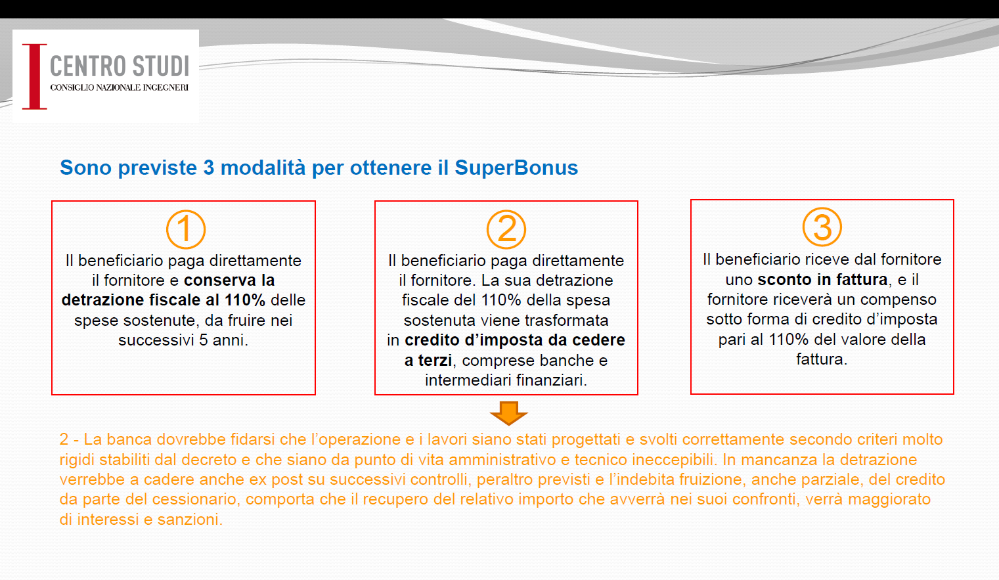 I CENTRO STUDI
CONSIGLIO NAZIONALE INGEGNERI
Sono previste 3 modalità per ottenere il SuperBonus
1
Il beneficiario paga direttamente
il fornitore e conserva la
detrazione fiscale al 110% delle
spese sostenute, da fruire nei
successivi 5 anni.
2
Il beneficiario paga direttamente
il fornitore. La sua detrazione
fiscale del 110% della spesa
sostenuta viene trasformata
in credito d’imposta da cedere
a terzi, comprese banche e
intermediari finanziari.
3
Il beneficiario riceve dal fornitore
uno sconto in fattura, e il
fornitore riceverà un compenso
sotto forma di credito d’imposta
pari al 110% del valore della
fattura.
2 - La banca dovrebbe fidarsi che l’operazione e i lavori siano stati progettati e svolti correttamente secondo criteri molto
rigidi stabiliti dal decreto e che siano da punto di vita amministrativo e tecnico ineccepibili. In mancanza la detrazione
verrebbe a cadere anche ex post su successivi controlli, peraltro previsti e l’indebita fruizione, anche parziale, del credito
da parte del cessionario, comporta che il recupero del relativo importo che avverrà nei suoi confronti, verrà maggiorato
di interessi e sanzioni.